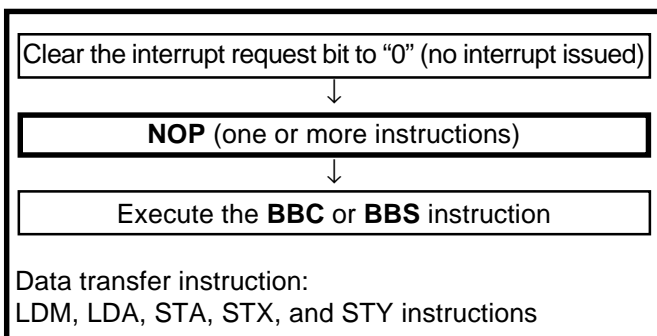 Clear the interrupt request bit to “0” (no interrupt issued)
↓
NOP (one or more instructions)
↓
Execute the BBC or BBS instruction
Data transfer instruction:
LDM, LDA, STA, STX, and STY instructions